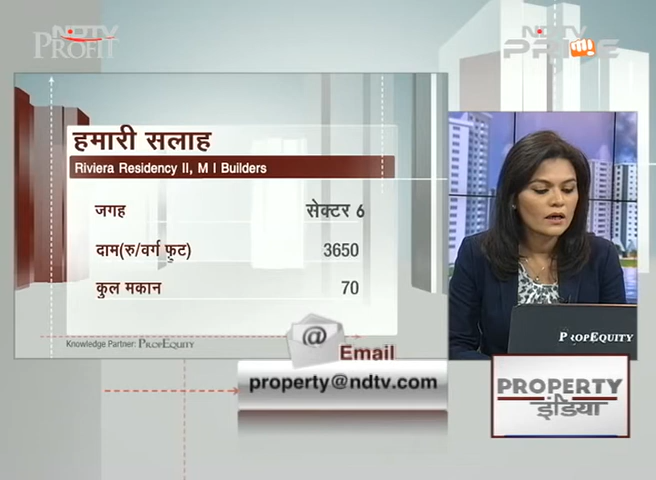 NDTV
PROFIT
NDTV
PRIME
हमारी सलाह
Riviera Residency II, M I Builders
जगह सेक्टर 6
दाम(रु/वर्ग फुट) 3650
कुल मकान 70
Knowledge Partner: PROPEQUITY
PROPEQUITY
@
Email
property@ndtv.com
PROPERTY
इंडिया